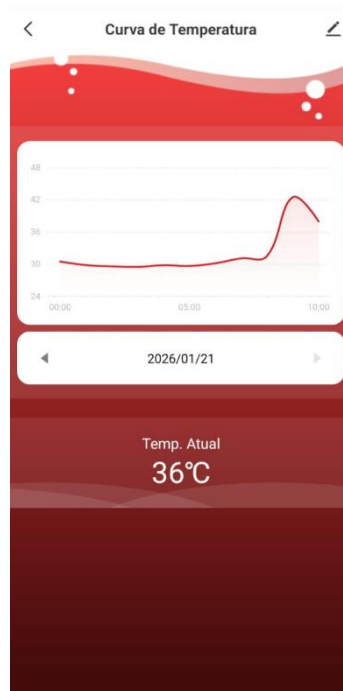 Curva de Temperatura
48
42
36
30
24
00:00 05:00 10:00
2026/01/21
Temp. Atual
36℃